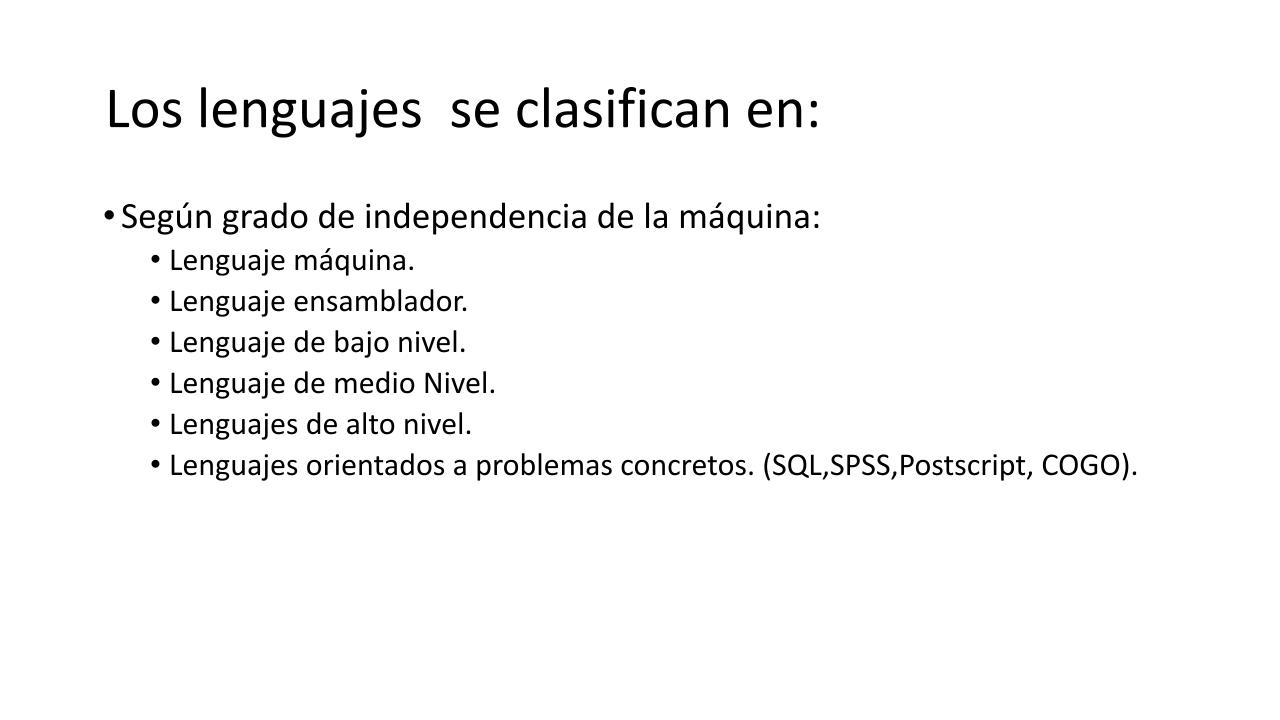 Los lenguajes  se clasifican en:
• Según grado de independencia de la máquina:
• Lenguaje máquina.
• Lenguaje ensamblador.
• Lenguaje de bajo nivel.
• Lenguaje de medio Nivel.
• Lenguajes de alto nivel.
• Lenguajes orientados a problemas concretos. (SQL,SPSS,Postscript, COGO).